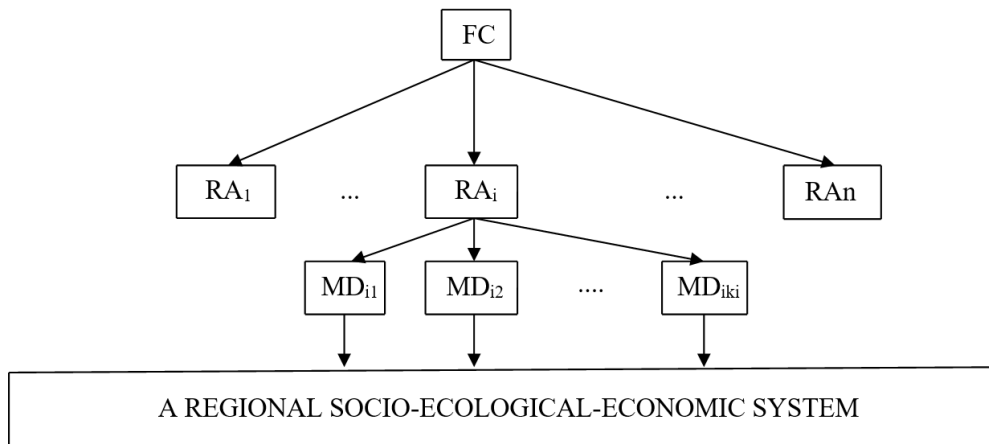 FC
RA₁ ... RAᵢ ... RAn
MDᵢ₁ MDᵢ₂ .... MDᵢₖᵢ
A REGIONAL SOCIO-ECOLOGICAL-ECONOMIC SYSTEM